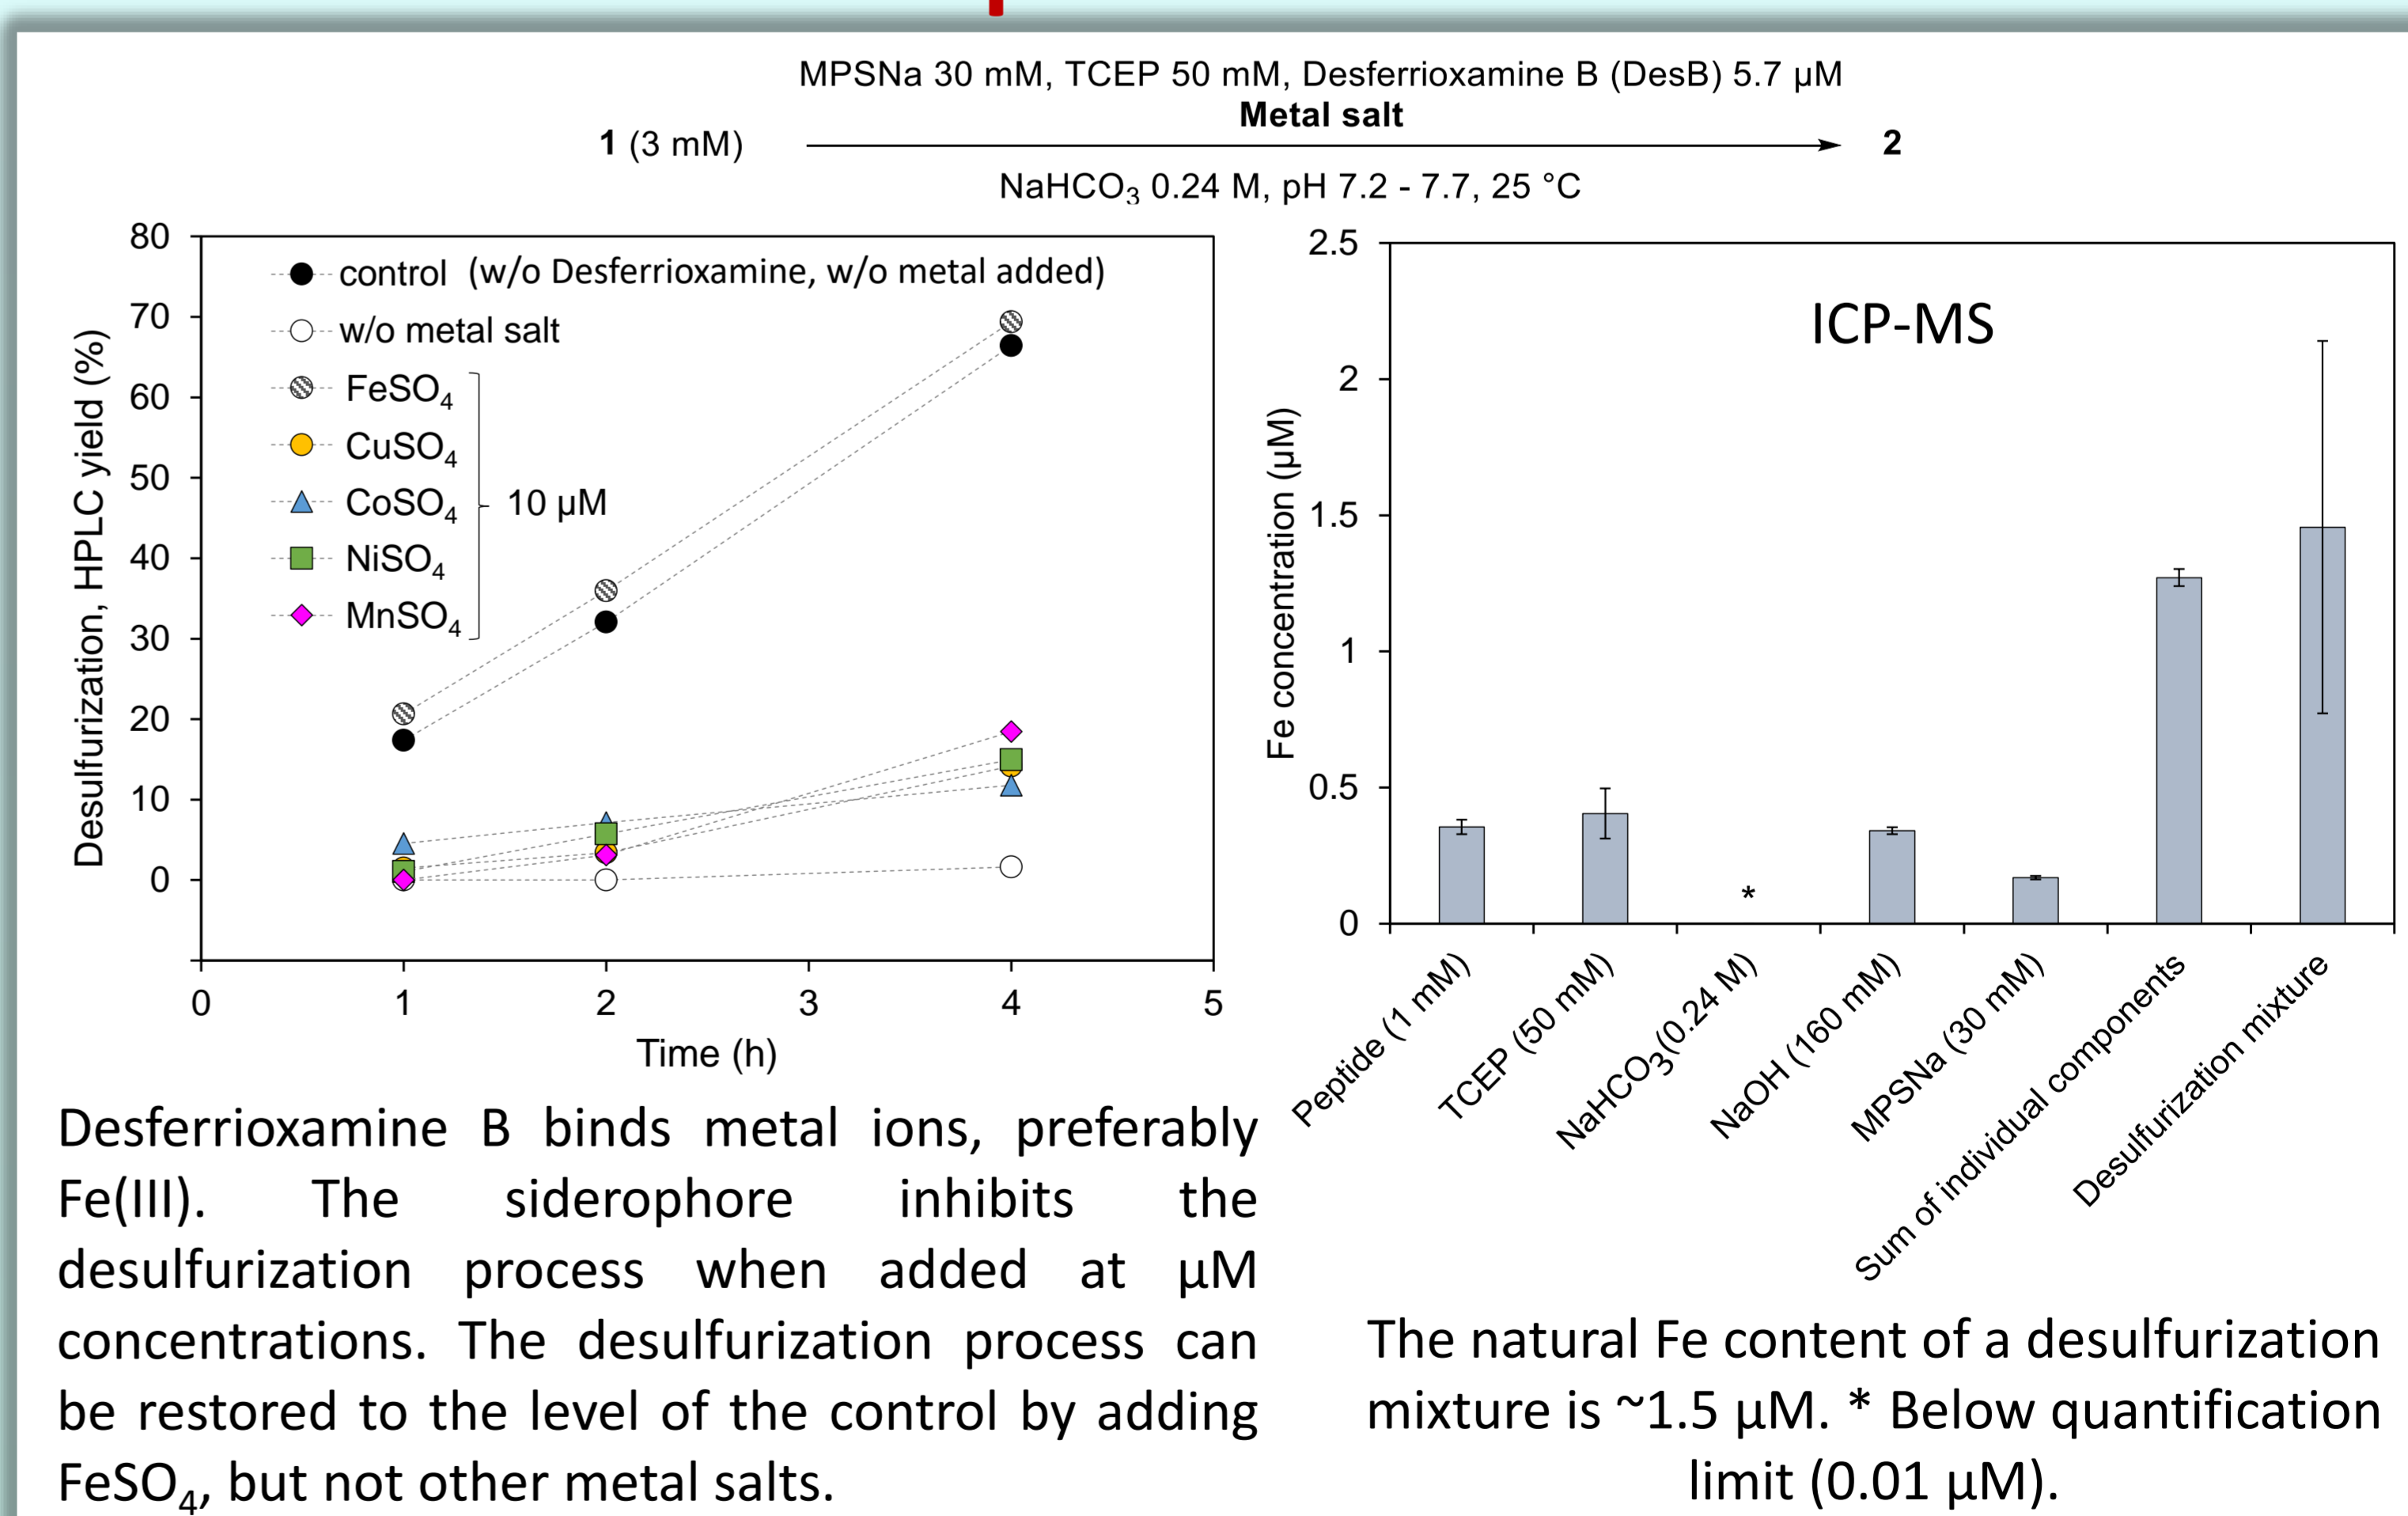 MPSNa 30 mM, TCEP 50 mM, Desferrioxamine B (DesB) 5.7 µM
Metal salt
1 (3 mM)
2
NaHCO3 0.24 M, pH 7.2 - 7.7, 25 °C
Desulfurization, HPLC yield (%)
80
70
60
50
40
30
20
10
0
control (w/o Desferrioxamine, w/o metal added)
w/o metal salt
FeSO4
CuSO4
CoSO4
NiSO4
MnSO4
10 µM
0
1
2
3
4
5
Time (h)
Fe concentration (µM)
2.5
2
1.5
1
0.5
0
ICP-MS
*
Peptide (1 mM)
TCEP (50 mM)
NaHCO3(0.24 M)
NaOH (160 mM)
MPSNa (30 mM)
Sum of individual components
Desulfurization mixture
Desferrioxamine B binds metal ions, preferably
Fe(III). The siderophore inhibits the
desulfurization process when added at µM
concentrations. The desulfurization process can
be restored to the level of the control by adding
FeSO4, but not other metal salts.
The natural Fe content of a desulfurization
mixture is ~1.5 µM. * Below quantification
limit (0.01 µM).